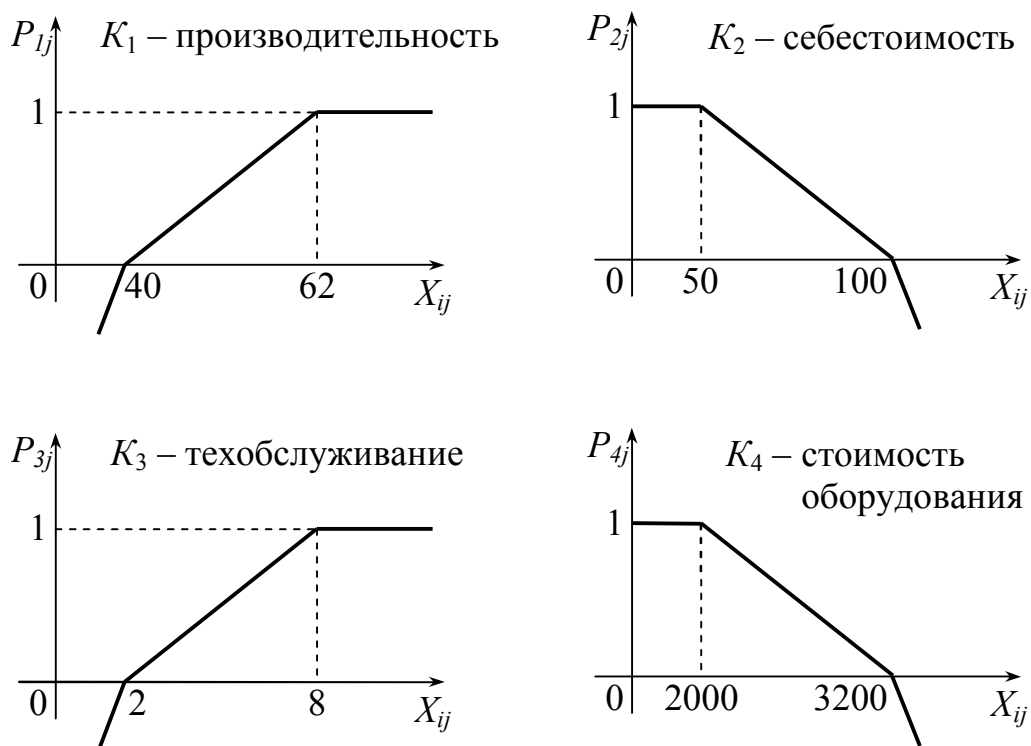 P1j K1 – производительность
1
0 40 62 Xij
P2j K2 – себестоимость
1
0 50 100 Xij
P3j K3 – техобслуживание
1
0 2 8 Xij
P4j K4 – стоимость
оборудования
1
0 2000 3200 Xij